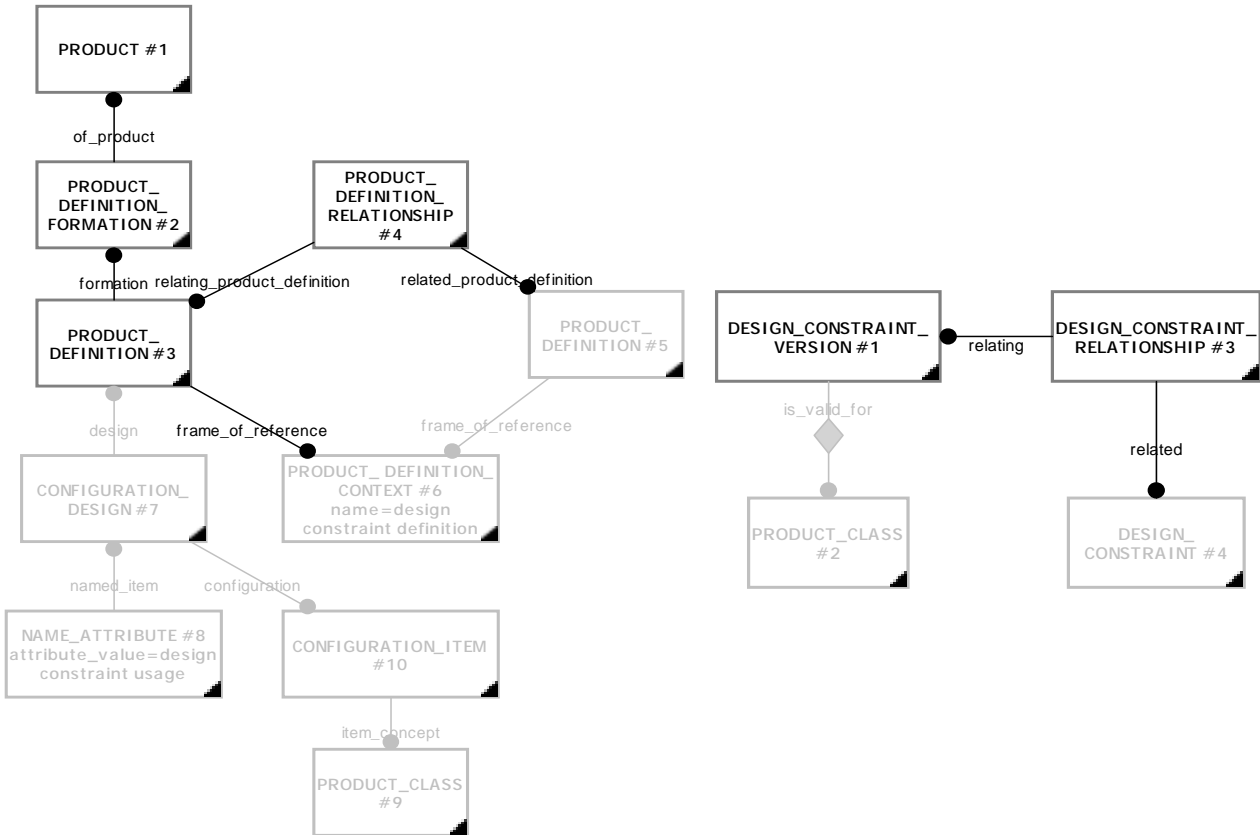 PRODUCT #1
of_product
PRODUCT_
DEFINITION_
FORMATION #2
PRODUCT_
DEFINITION_
RELATIONSHIP
#4
formation
relating_product_definition
related_product_definition
PRODUCT_
DEFINITION #3
PRODUCT_
DEFINITION #5
DESIGN_CONSTRAINT_
VERSION #1
relating
DESIGN_CONSTRAINT_
RELATIONSHIP #3
design
frame_of_reference
frame_of_reference
is_valid_for
related
CONFIGURATION_
DESIGN #7
PRODUCT_ DEFINITION_
CONTEXT #6
name=design
constraint definition
PRODUCT_CLASS
#2
DESIGN_
CONSTRAINT #4
named_item
configuration
NAME_ATTRIBUTE #8
attribute_value=design
constraint usage
CONFIGURATION_ITEM
#10
item_concept
PRODUCT_CLASS
#9